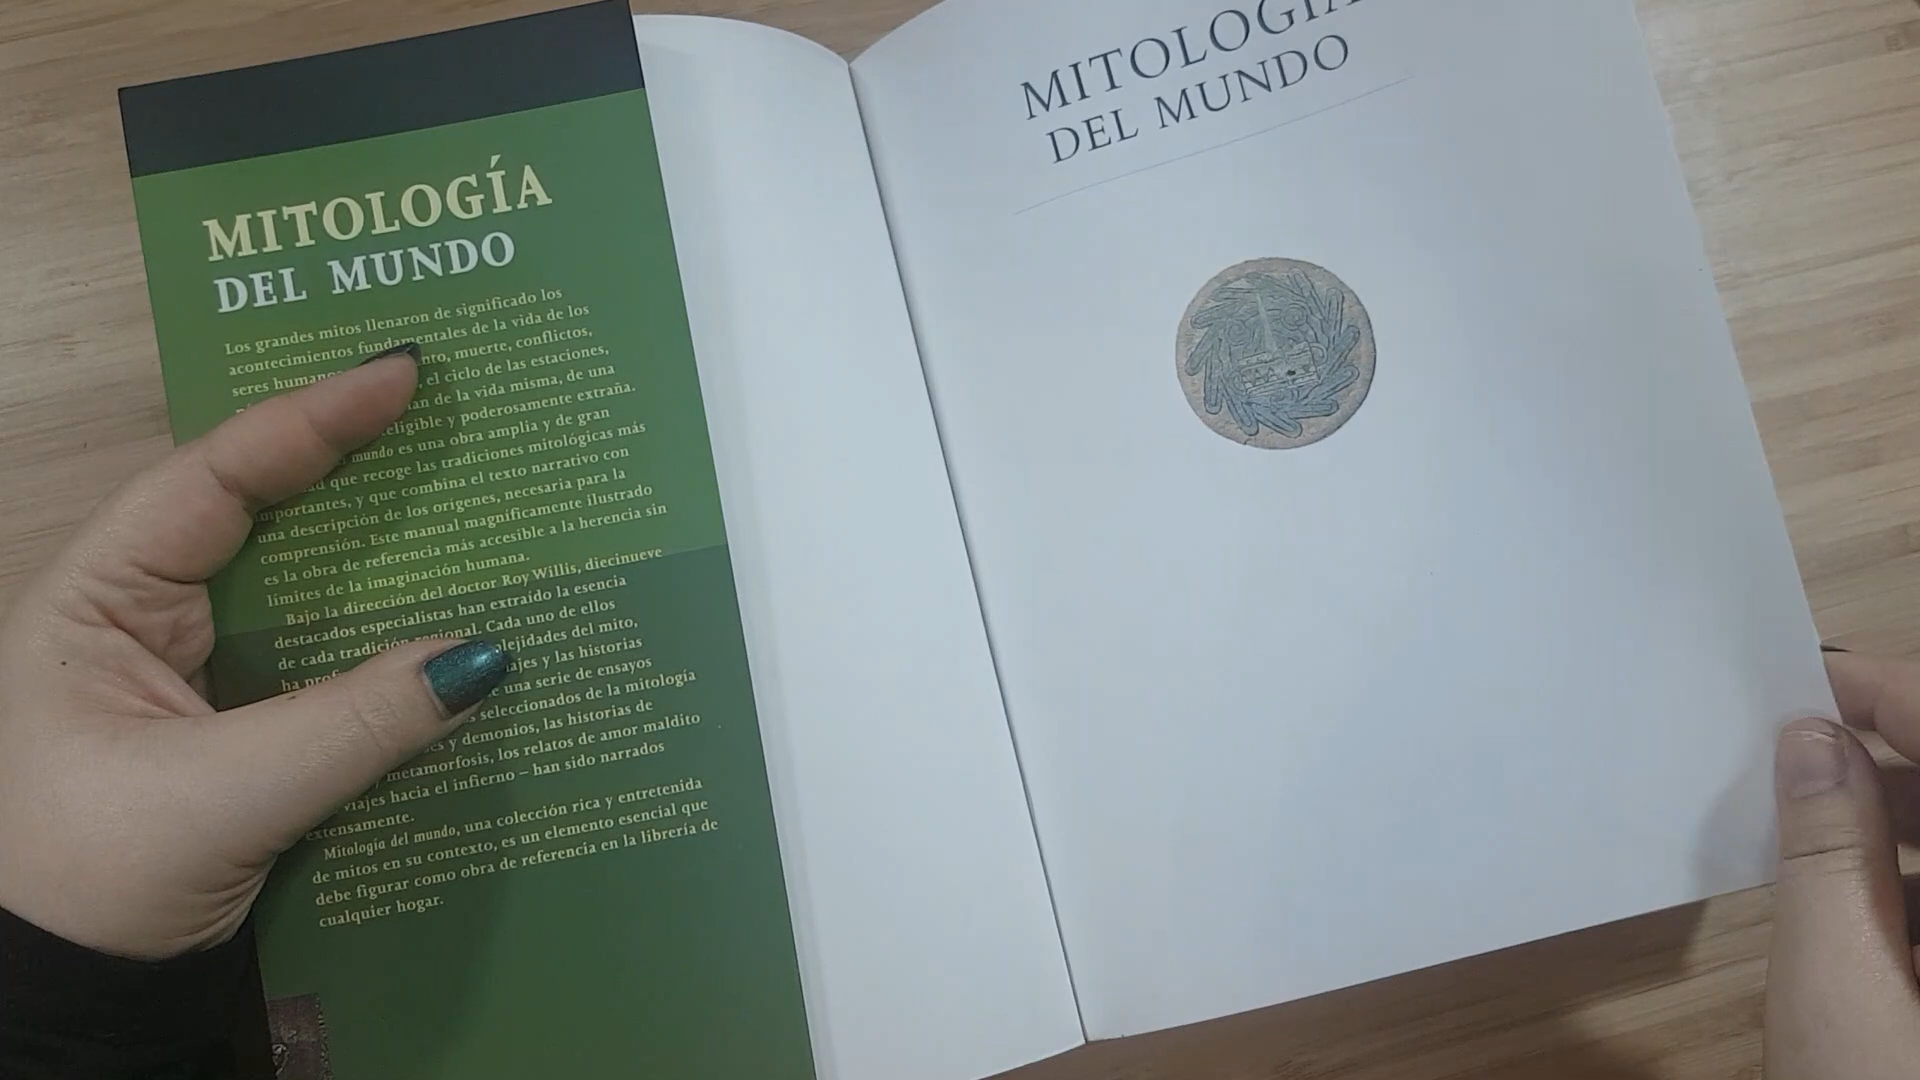 MITOLOGÍA
DEL MUNDO
Los grandes mitos llenaron de significado los
acontecimientos fundamentales de la vida de los
seres humanos nto, muerte, conflictos,
, el ciclo de las estaciones,
an de la vida misma, de una
eligible y poderosamente extraña.
mundo es una obra amplia y de gran
ad que recoge las tradiciones mitológicas más
importantes, y que combina el texto narrativo con
una descripción de los orígenes, necesaria para la
comprensión. Este manual magníficamente ilustrado
es la obra de referencia más accesible a la herencia sin
límites de la imaginación humana.
Bajo la dirección del doctor Roy Willis, diecinueve
destacados especialistas han extraído la esencia
de cada tradición regional. Cada uno de ellos
ha plejidades del mito,
ajes y las historias
e una serie de ensayos
s seleccionados de la mitología
es y demonios, las historias de
metamorfosis, los relatos de amor maldito
viajes hacia el infierno – han sido narrados
extensamente.
Mitología del mundo, una colección rica y entretenida
de mitos en su contexto, es un elemento esencial que
debe figurar como obra de referencia en la librería de
cualquier hogar.
MITOLOGÍA
DEL MUNDO